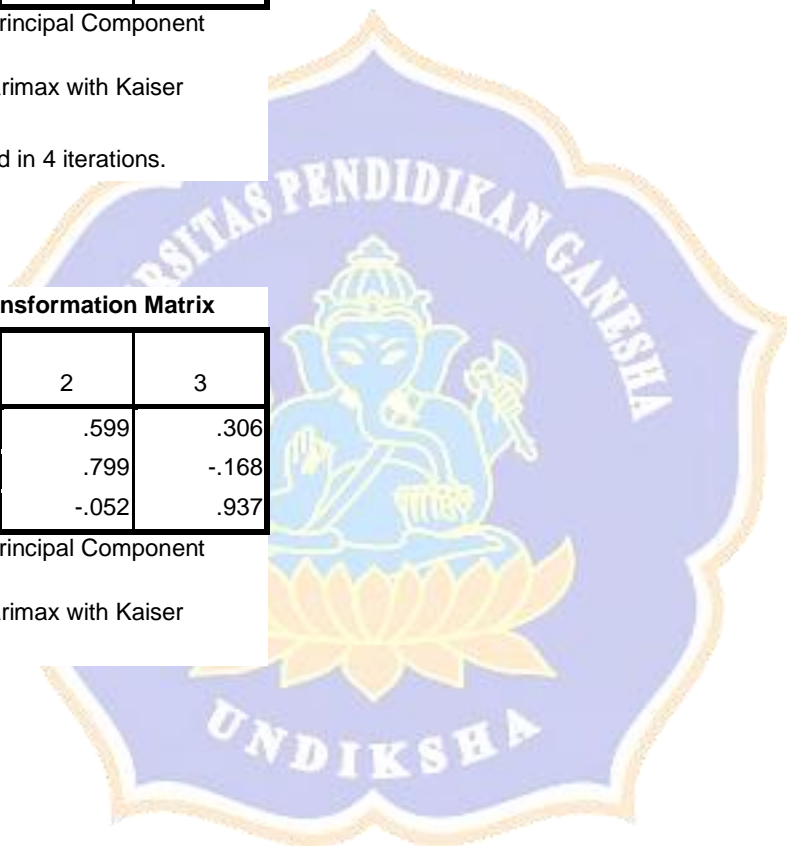 rincipal Component
rimax with Kaiser
d in 4 iterations.
nsformation Matrix
2 3
.599 .306
.799 -.168
-.052 .937
rincipal Component
rimax with Kaiser
RSITAS PENDIDIKAN GANESHA
UNDIKSHA